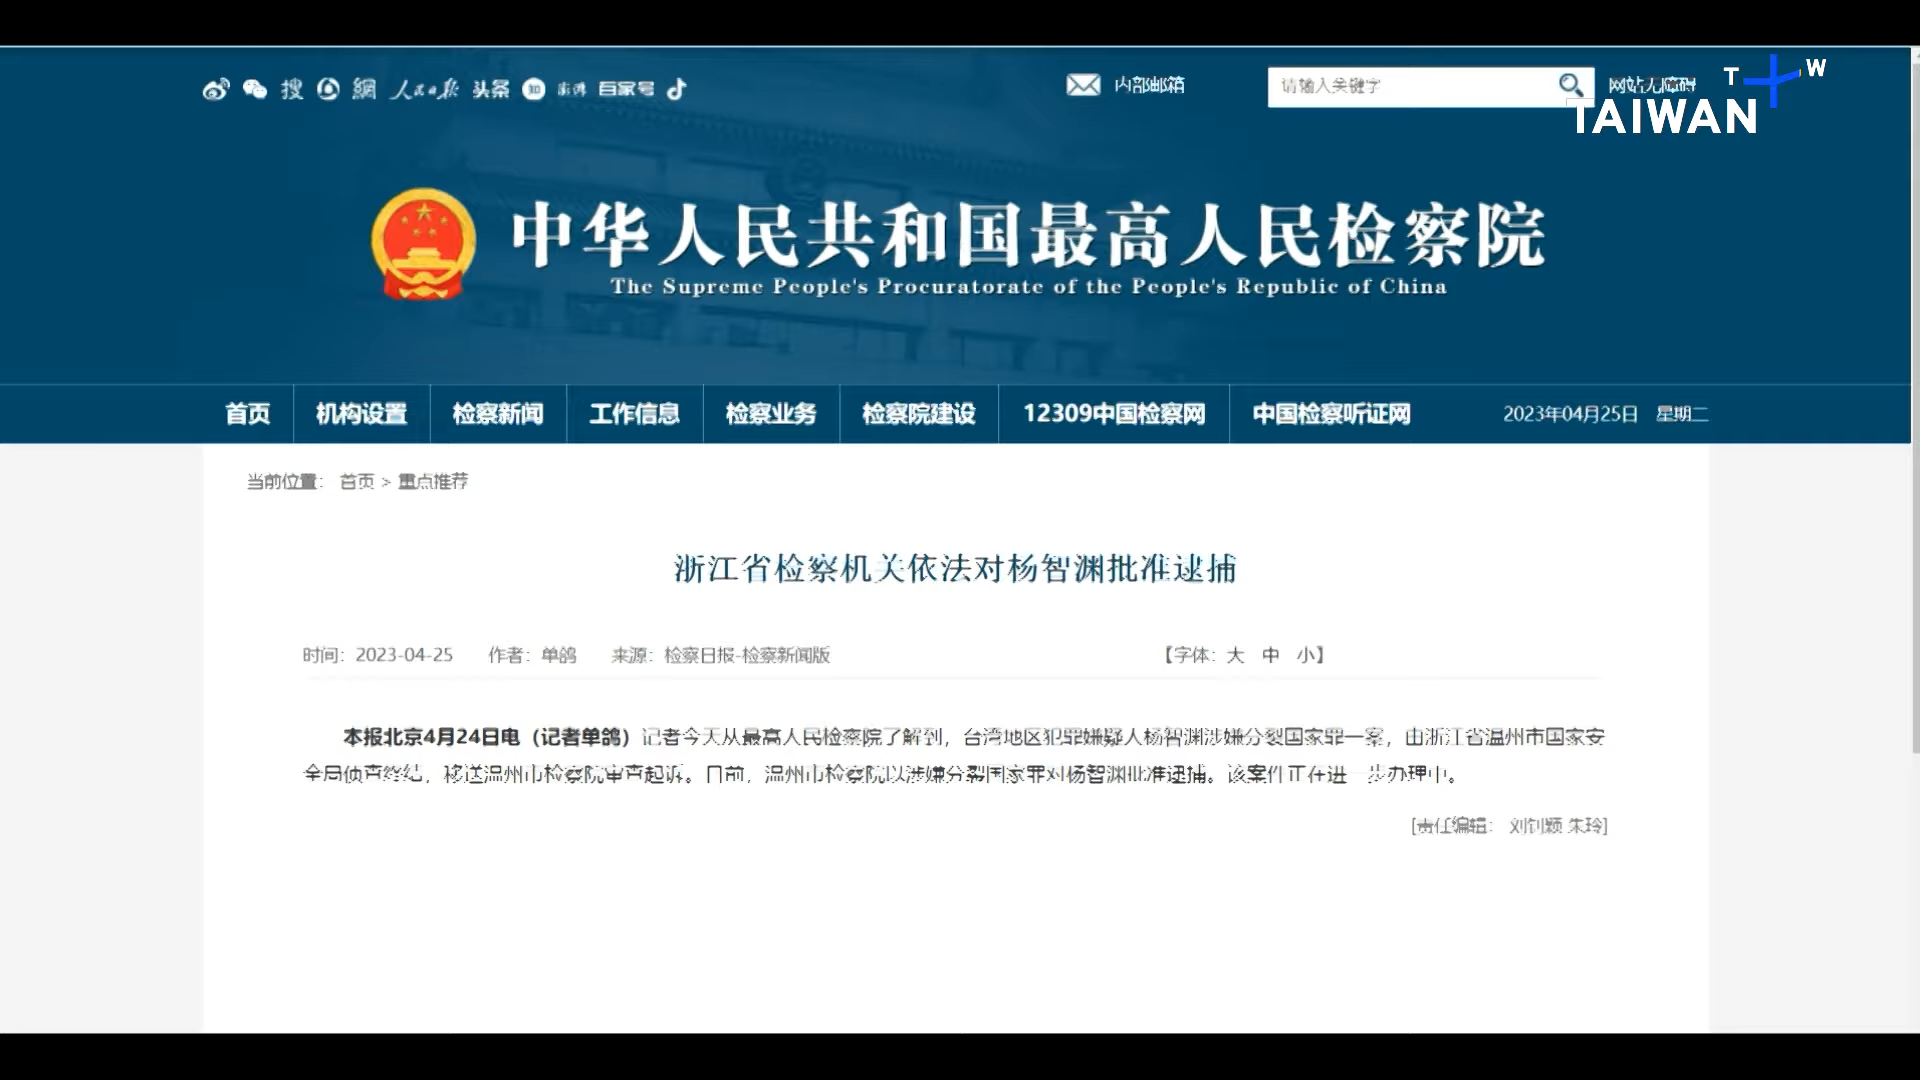 搜 網 人民日报 头条 知 澎湃 百家号
内部邮箱
请输入关键字
网站无障碍
T W
TAIWAN
中华人民共和国最高人民检察院
The Supreme People's Procuratorate of the People's Republic of China
首页 机构设置 检察新闻 工作信息 检察业务 检察院建设 12309中国检察网 中国检察听证网 2023年04月25日 星期二
当前位置： 首页 > 重点推荐
浙江省检察机关依法对杨智渊批准逮捕
时间：2023-04-25 作者：单鸽 来源：检察日报-检察新闻版 【字体：大 中 小】
本报北京4月24日电（记者单鸽）记者今天从最高人民检察院了解到，台湾地区犯罪嫌疑人杨智渊涉嫌分裂国家罪一案，由浙江省温州市国家安
全局侦查终结，移送温州市检察院审查起诉。日前，温州市检察院以涉嫌分裂国家罪对杨智渊批准逮捕。该案件正在进一步办理中。
[责任编辑： 刘钊颖 朱玲]